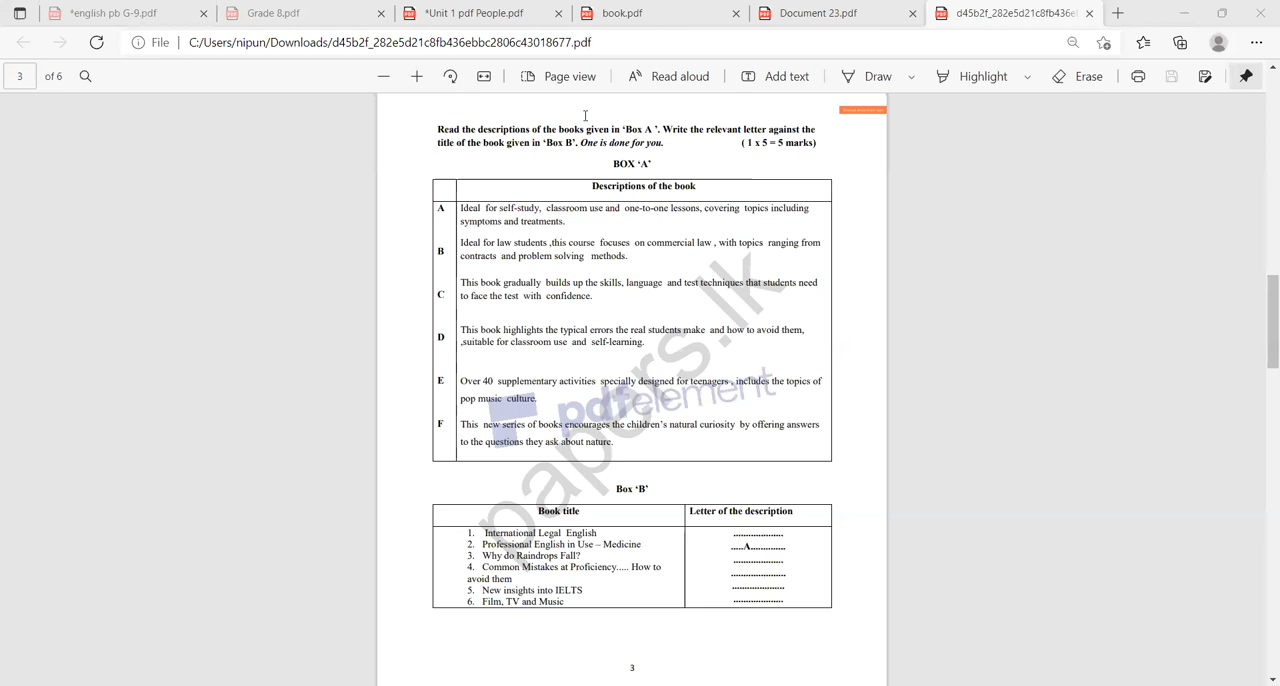 *english pb G-9.pdf
Grade 8.pdf
*Unit 1 pdf People.pdf
book.pdf
Document 23.pdf
d45b2f_282e5d21c8fb436el
File
C:/Users/nipun/Downloads/d45b2f_282e5d21c8fb436ebbc2806c43018677.pdf
3 of 6
Page view
Read aloud
Add text
Draw
Highlight
Erase
Read the descriptions of the books given in ‘Box A ’. Write the relevant letter against the
title of the book given in ‘Box B’. One is done for you. ( 1 x 5 = 5 marks)
BOX ‘A’
Descriptions of the book
A Ideal for self-study, classroom use and one-to-one lessons, covering topics including
symptoms and treatments.
B Ideal for law students ,this course focuses on commercial law , with topics ranging from
contracts and problem solving methods.
C This book gradually builds up the skills, language and test techniques that students need
to face the test with confidence.
D This book highlights the typical errors the real students make and how to avoid them,
,suitable for classroom use and self-learning.
E Over 40 supplementary activities specially designed for teenagers , includes the topics of
pop music culture.
F This new series of books encourages the children’s natural curiosity by offering answers
to the questions they ask about nature.
papers.lk
pdfelement
Box ‘B’
Book title Letter of the description
1. International Legal English ....................
2. Professional English in Use – Medicine .....A..............
3. Why do Raindrops Fall? ....................
4. Common Mistakes at Proficiency..... How to ......................
avoid them
5. New insights into IELTS .....................
6. Film, TV and Music ....................
3